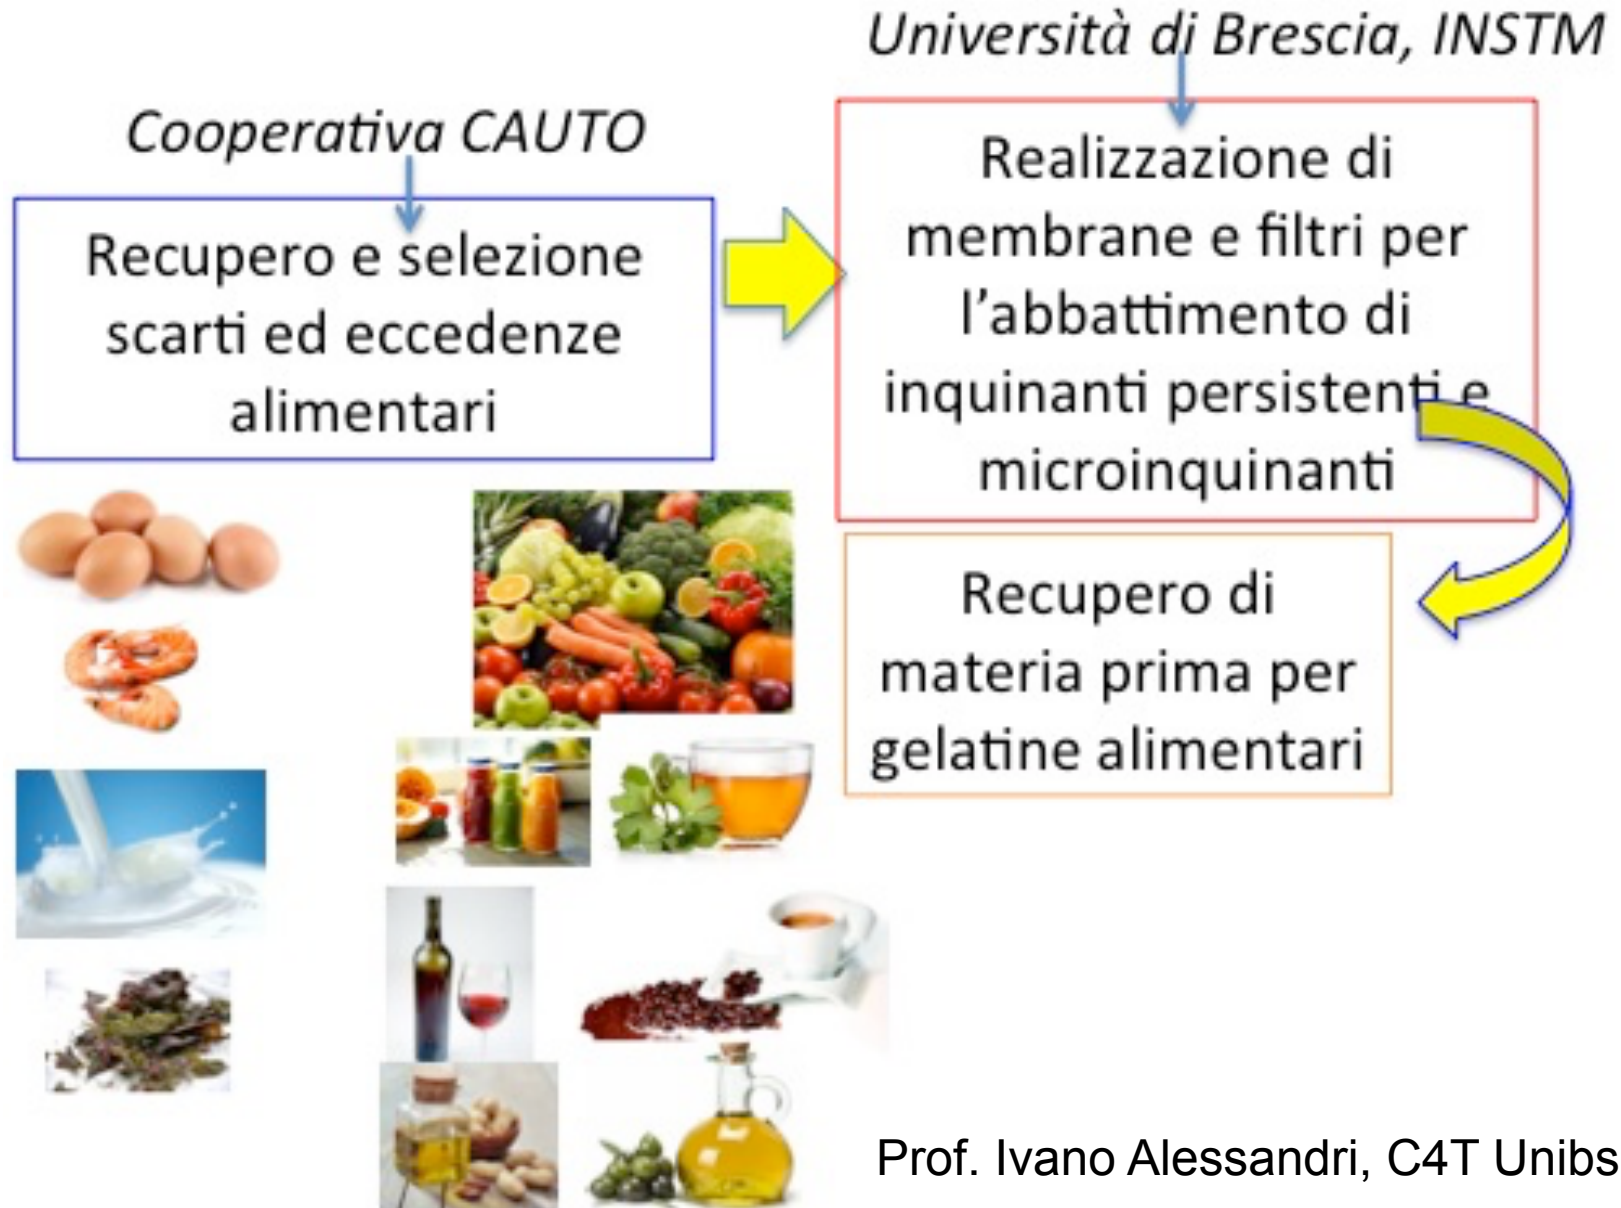 Cooperativa CAUTO
Recupero e selezione
scarti ed eccedenze
alimentari
Università di Brescia, INSTM
Realizzazione di
membrane e filtri per
l’abbattimento di
inquinanti persistenti e
microinquinanti
Recupero di
materia prima per
gelatine alimentari
Prof. Ivano Alessandri, C4T Unibs